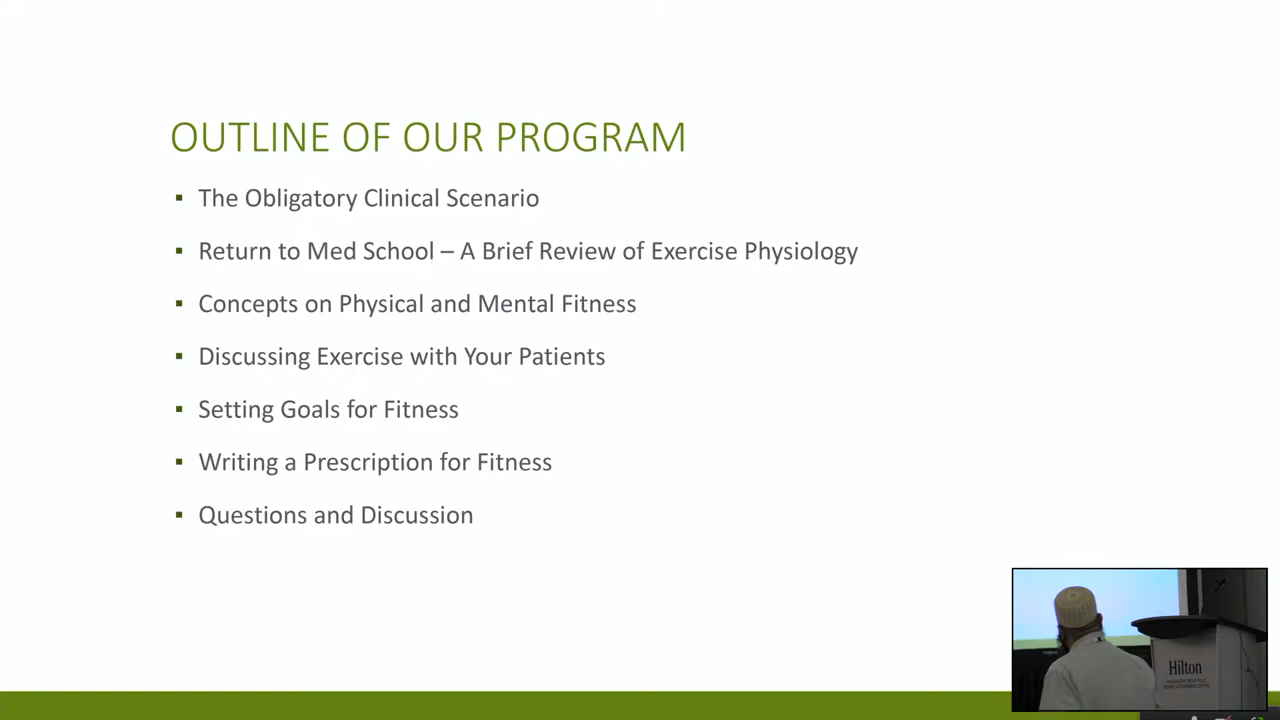 OUTLINE OF OUR PROGRAM
▪ The Obligatory Clinical Scenario
▪ Return to Med School – A Brief Review of Exercise Physiology
▪ Concepts on Physical and Mental Fitness
▪ Discussing Exercise with Your Patients
▪ Setting Goals for Fitness
▪ Writing a Prescription for Fitness
▪ Questions and Discussion
Hilton